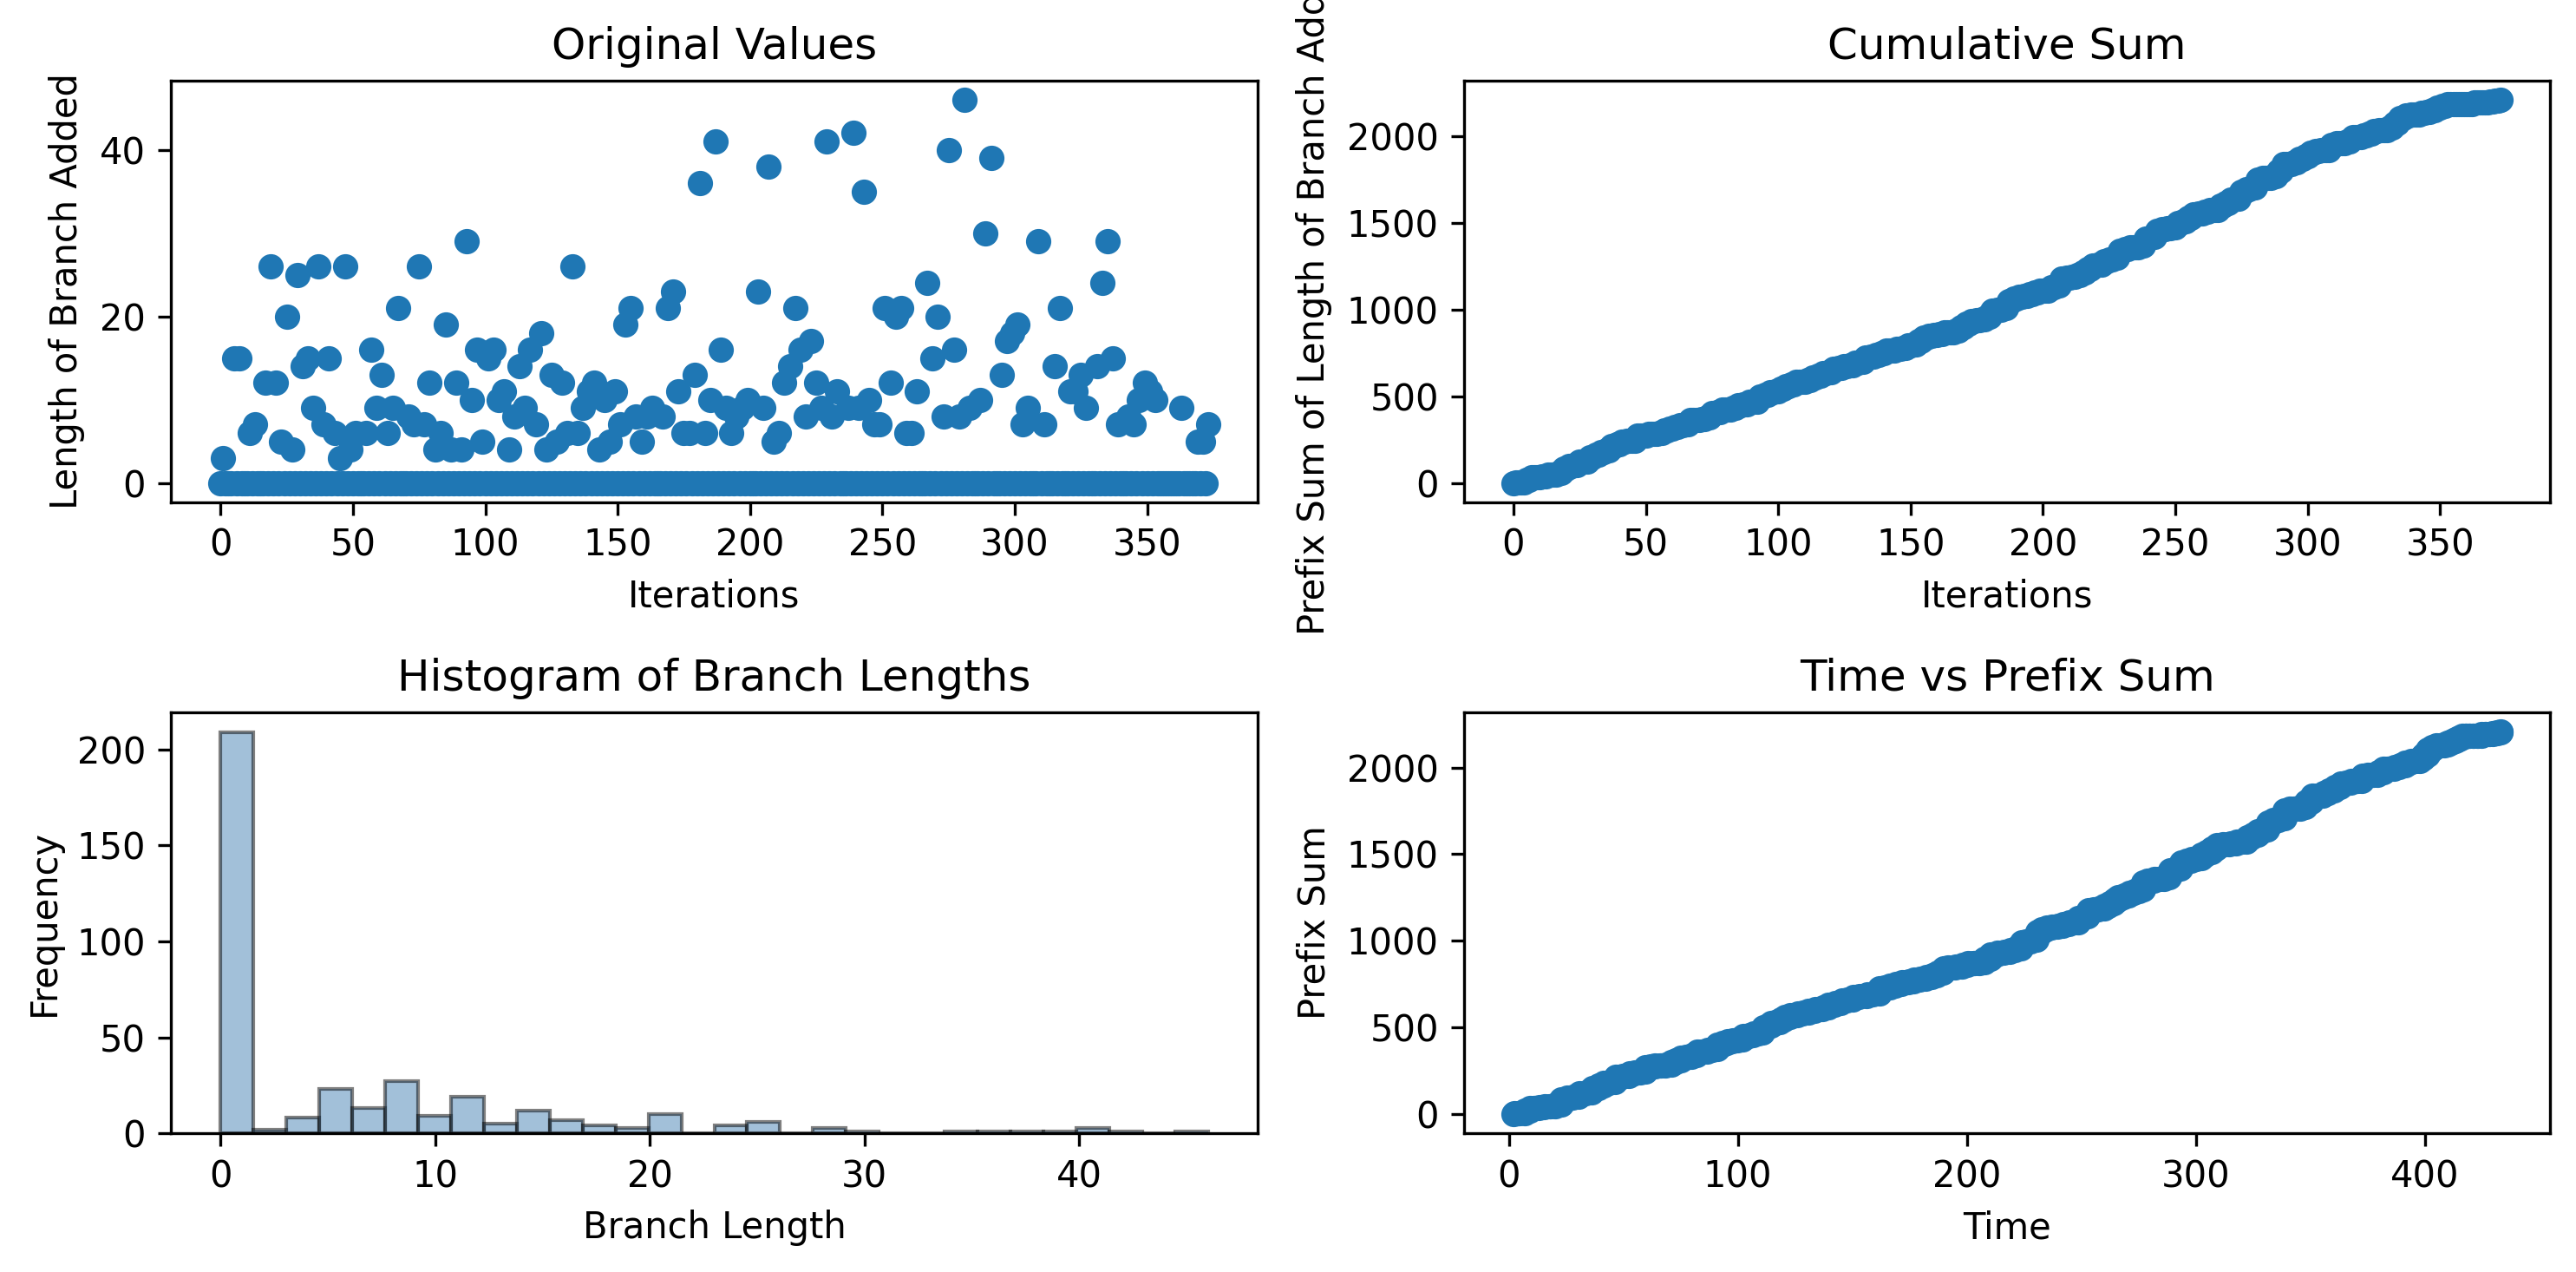 Original Values
Length of Branch Added
40
20
0
0 50 100 150 200 250 300 350
Iterations
Cumulative Sum
Prefix Sum of Length of Branch
2000
1500
1000
500
0
0 50 100 150 200 250 300 350
Iterations
Histogram of Branch Lengths
Frequency
200
150
100
50
0
0 10 20 30 40
Branch Length
Time vs Prefix Sum
Prefix Sum
2000
1500
1000
500
0
0 100 200 300 400
Time